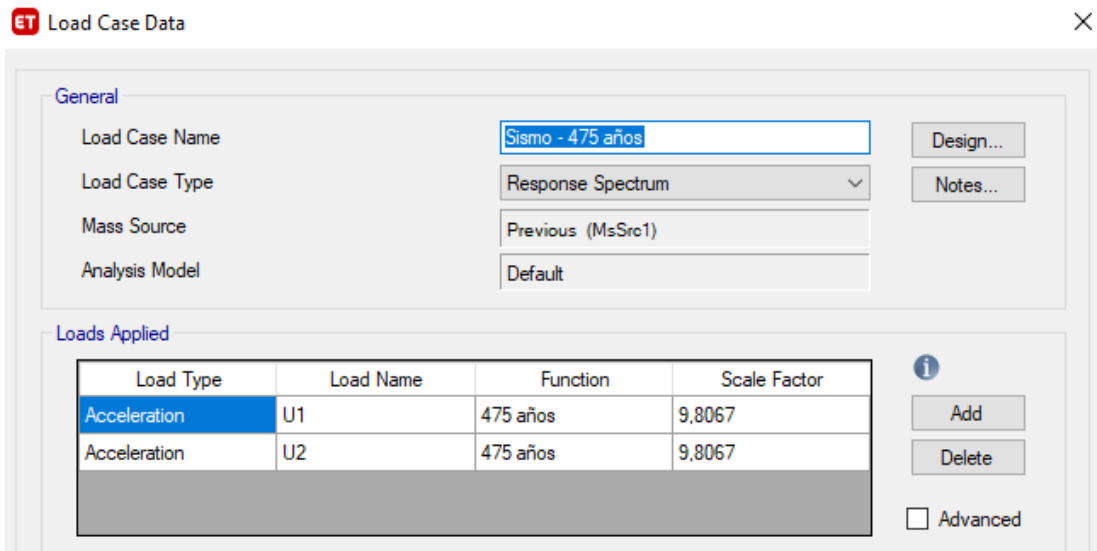 ET Load Case Data
General
Load Case Name Sismo - 475 años Design...
Load Case Type Response Spectrum Notes...
Mass Source Previous (MsSrc1)
Analysis Model Default
Loads Applied
Load Type Load Name Function Scale Factor
Acceleration U1 475 años 9,8067 Add
Acceleration U2 475 años 9,8067 Delete
Advanced